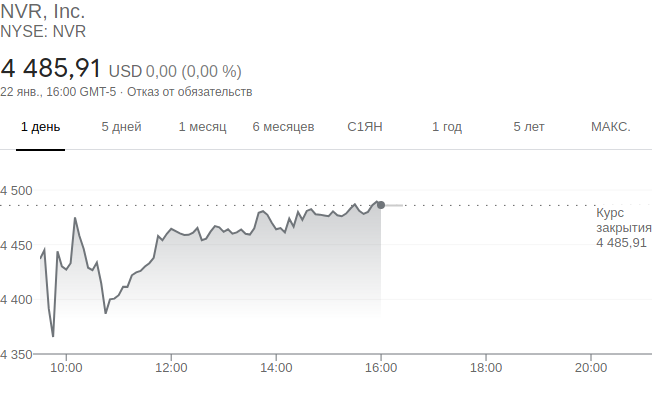 NVR, Inc.
NYSE: NVR
4 485,91 USD 0,00 (0,00 %)
22 янв., 16:00 GMT-5 · Отказ от обязательств
1 день 5 дней 1 месяц 6 месяцев С1ЯН 1 год 5 лет МАКС.
4 500
Курс
закрытия
4 485,91
4 450
4 400
4 350
10:00 12:00 14:00 16:00 18:00 20:00